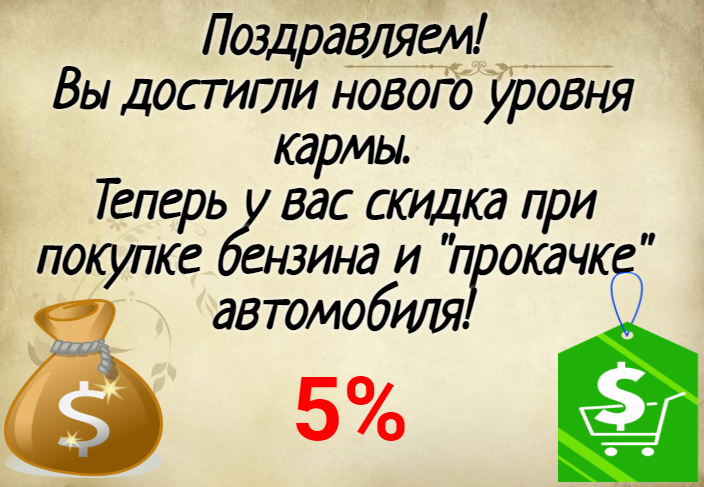 Поздравляем!
Вы достигли нового уровня
кармы.
Теперь у вас скидка при
покупке бензина и "прокачке"
автомобиля!
5%
$
$